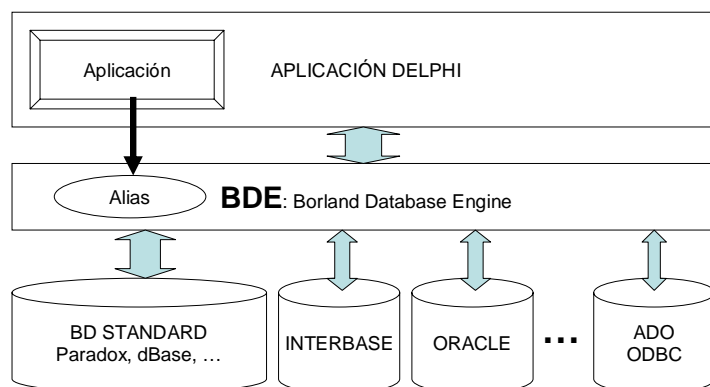 Aplicación
APLICACIÓN DELPHI
Alias
BDE: Borland Database Engine
BD STANDARD
Paradox, dBase, …
INTERBASE
ORACLE
...
ADO
ODBC